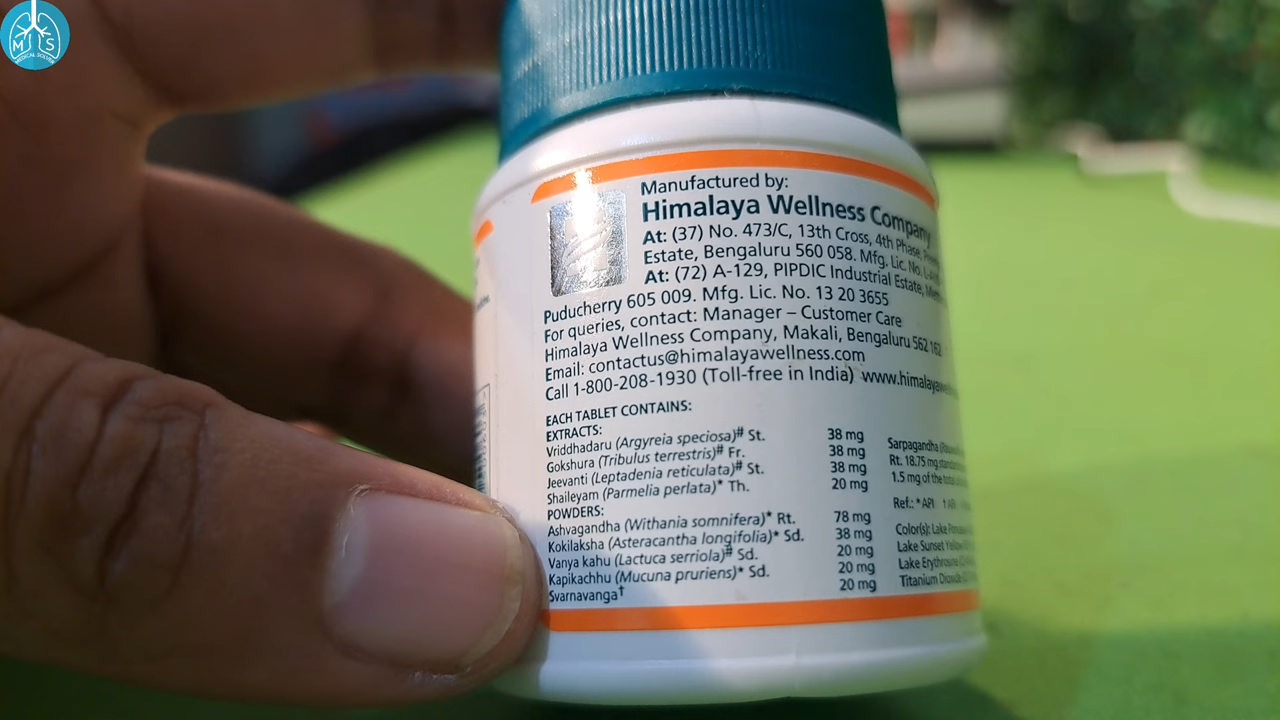 M S
MEDICAL SOLVER
Manufactured by:
Himalaya Wellness Company
At: (37) No. 473/C, 13th Cross, 4th Phase,
Estate, Bengaluru 560 058. Mfg. Lic. No.
At: (72) A-129, PIPDIC Industrial Estate,
Puducherry 605 009. Mfg. Lic. No. 13 20 3655
For queries, contact: Manager – Customer Care
Himalaya Wellness Company, Makali, Bengaluru 562 162
Email: contactus@himalayawellness.com
Call 1-800-208-1930 (Toll-free in India)
EACH TABLET CONTAINS:
EXTRACTS:
Vriddhadaru (Argyreia speciosa)# St. 38 mg
Gokshura (Tribulus terrestris)# Fr. 38 mg
Jeevanti (Leptadenia reticulata)# St. 38 mg
Shaileyam (Parmelia perlata)* Th. 20 mg
POWDERS:
Ashvagandha (Withania somnifera)* Rt. 78 mg
Kokilaksha (Asteracantha longifolia)* Sd. 38 mg
Vanya kahu (Lactuca serriola)# Sd. 20 mg
Kapikachhu (Mucuna pruriens)* Sd. 20 mg
Svarnavanga† 20 mg
Sarpagandha
Rt. 18.75 mg
1.5 mg of the
Ref.: *API
Color(s): Lake
Lake Sunset Yellow
Lake Erythrosine
Titanium Dioxide